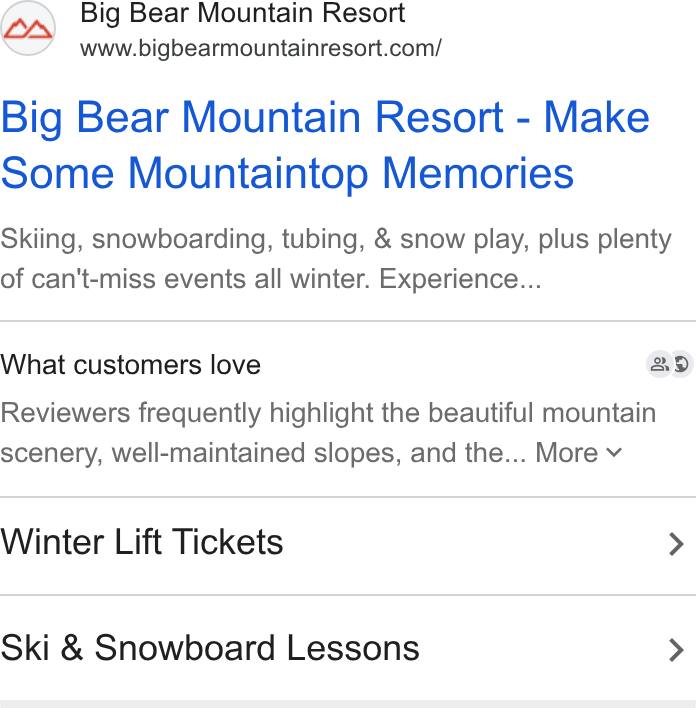 Big Bear Mountain Resort
www.bigbearmountainresort.com/
Big Bear Mountain Resort - Make
Some Mountaintop Memories
Skiing, snowboarding, tubing, & snow play, plus plenty
of can't-miss events all winter. Experience...
What customers love
Reviewers frequently highlight the beautiful mountain
scenery, well-maintained slopes, and the... More
Winter Lift Tickets
Ski & Snowboard Lessons